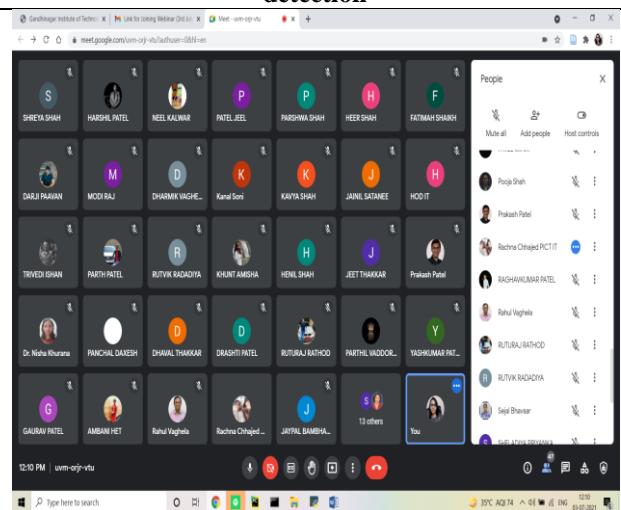 detection
Gandhinagar Institute of Technol
Link for Joining Webinar (3rd July
Meet - uvm-orjr-vtu
meet.google.com/uvm-orjr-vtu?authuser=0&hl=en
S
P
P
H
F
SHREYA SHAH
HARSHIL PATEL
NEEL KALWAR
PATEL JEEL
PARSHWA SHAH
HEER SHAH
FATIMAH SHAIKH
M
D
K
K
J
H
DARJI PAAVAN
MODI RAJ
DHARMIK VAGHE...
Kanal Soni
KAVYA SHAH
JAINIL SATANEE
HOD IT
R
H
J
TRIVEDI ISHAN
PARTH PATEL
RUTVIK RADADIYA
KHUNT AMISHA
HENIL SHAH
JEET THAKKAR
Prakash Patel
D
D
Y
Dr. Nisha Khurana
PANCHAL DAXESH
DHAVAL THAKKAR
DRASHTI PATEL
RUTURAJ RATHOD
PARTHIL VADDOR...
YASHKUMAR PAT...
G
J
S
GAURAV PATEL
AMBANI HET
Rahul Vaghela
Rachna Chhajed ...
JAYPAL BAMBHA...
13 others
You
People
X
Mute all
Add people
Host controls
Pooja Shah
Prakash Patel
Rachna Chhajed PICT IT
RAGHAVKUMAR PATEL
Rahul Vaghela
RUTURAJ RATHOD
R
RUTVIK RADADIYA
Sejal Bhavsar
S
SHELADIYA PRIYANKA
12:10 PM | uvm-orjr-vtu
47
Type here to search
35°C AQI 74
ENG
12:10
03-07-2021